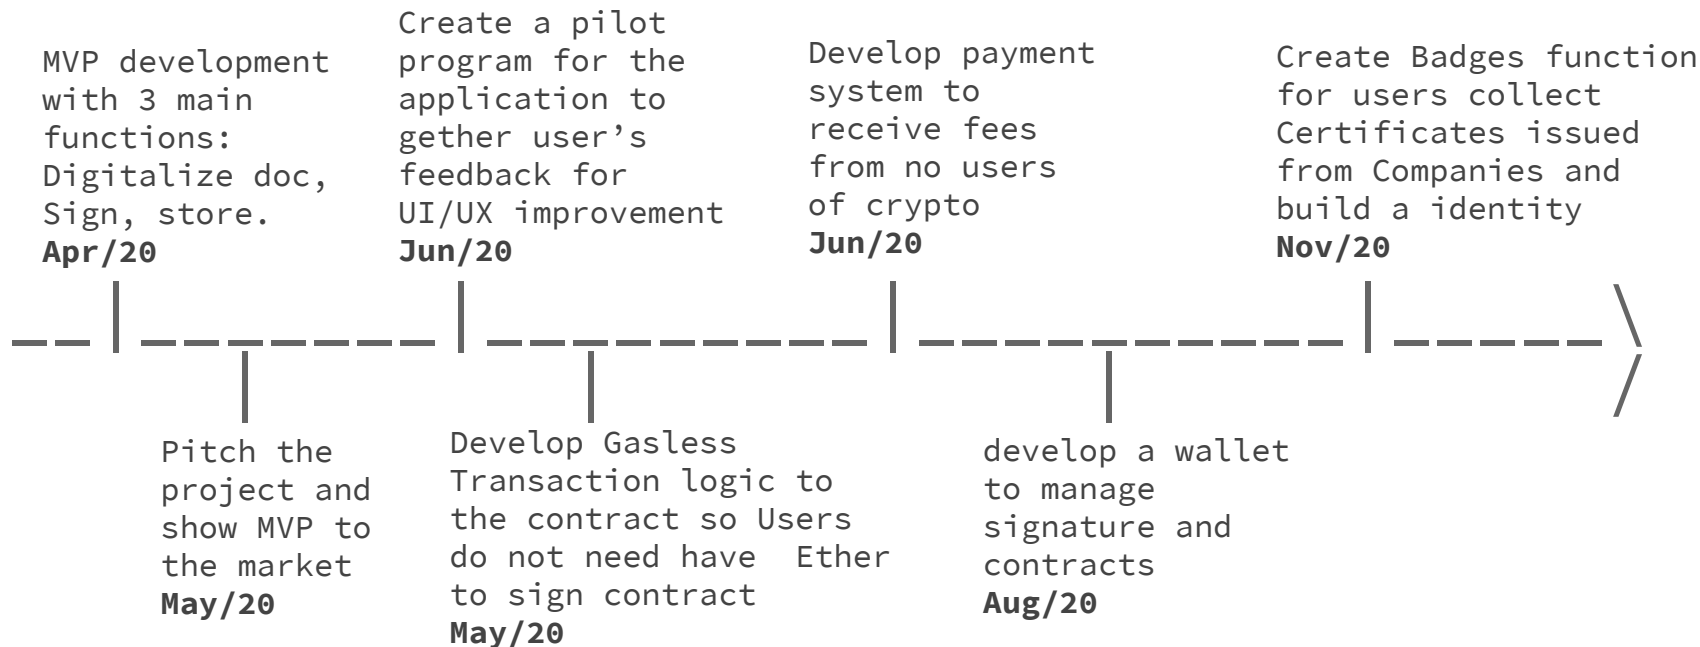 MVP development
with 3 main
functions:
Digitalize doc,
Sign, store.
Apr/20
Create a pilot
program for the
application to
gether user’s
feedback for
UI/UX improvement
Jun/20
Develop payment
system to
receive fees
from no users
of crypto
Jun/20
Create Badges function
for users collect
Certificates issued
from Companies and
build a identity
Nov/20
Pitch the
project and
show MVP to
the market
May/20
Develop Gasless
Transaction logic to
the contract so Users
do not need have  Ether
to sign contract
May/20
develop a wallet
to manage
signature and
contracts
Aug/20